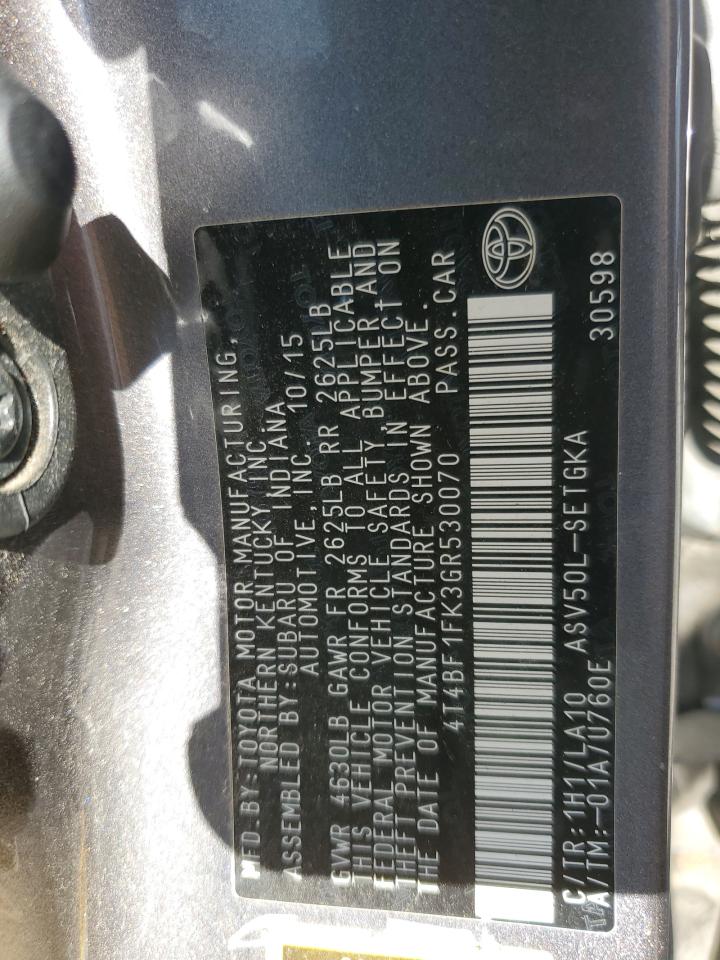 MFD.BY:TOYOTA MOTOR MANUFACTURING,
NORTHERN KENTUCKY INC.
ASSEMBLED BY:SUBARU OF INDIANA
AUTOMOTIVE,INC. 10/15
GVWR 4630LB GAWR FR 2625LB RR 2625LB
THIS VEHICLE CONFORMS TO ALL APPLICABLE
FEDERAL MOTOR VEHICLE SAFETY,BUMPER AND
THEFT PREVENTION STANDARDS IN EFFECT ON
THE DATE OF MANUFACTURE SHOWN ABOVE.
4T4BF1FK3GR530070 PASS.CAR
C/TR:1H1/LA10 ASV50L-SETGKA
A/TM:-01A/U760E 30598